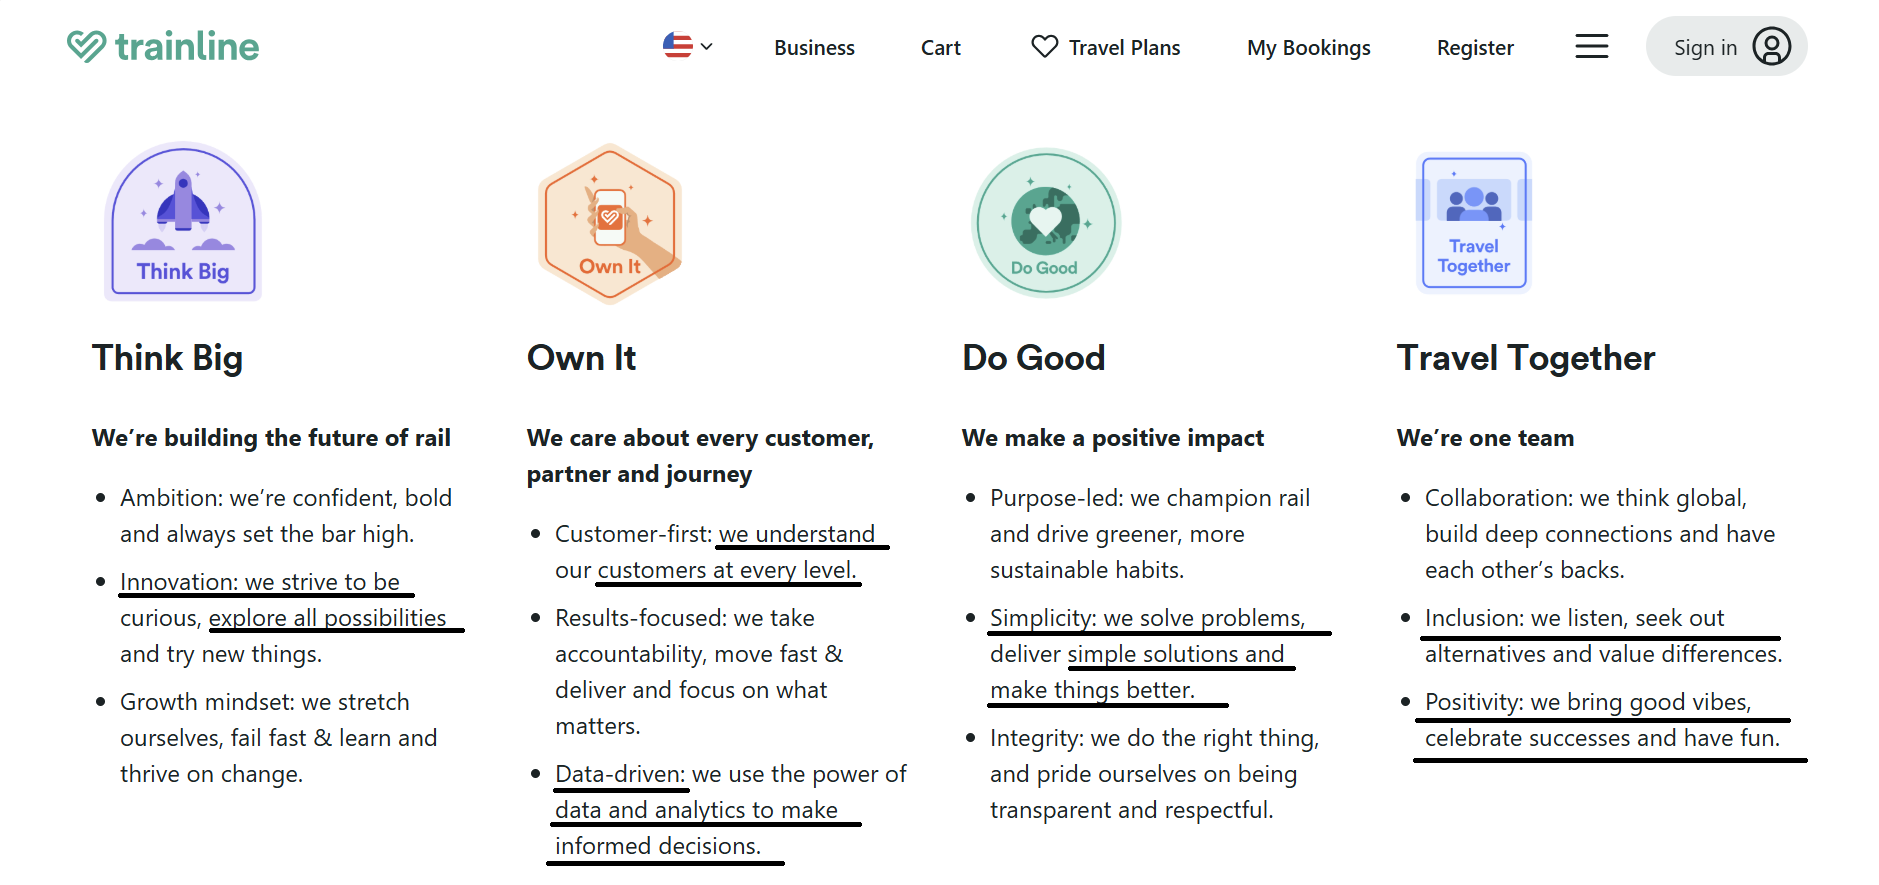 trainline
Business
Cart
Travel Plans
My Bookings
Register
Sign in
Think Big
Own It
Do Good
Travel
Together
Think Big
We’re building the future of rail
• Ambition: we’re confident, bold
and always set the bar high.
• Innovation: we strive to be
curious, explore all possibilities
and try new things.
• Growth mindset: we stretch
ourselves, fail fast & learn and
thrive on change.
Own It
We care about every customer,
partner and journey
• Customer-first: we understand
our customers at every level.
• Results-focused: we take
accountability, move fast &
deliver and focus on what
matters.
• Data-driven: we use the power of
data and analytics to make
informed decisions.
Do Good
We make a positive impact
• Purpose-led: we champion rail
and drive greener, more
sustainable habits.
• Simplicity: we solve problems,
deliver simple solutions and
make things better.
• Integrity: we do the right thing,
and pride ourselves on being
transparent and respectful.
Travel Together
We’re one team
• Collaboration: we think global,
build deep connections and have
each other’s backs.
• Inclusion: we listen, seek out
alternatives and value differences.
• Positivity: we bring good vibes,
celebrate successes and have fun.